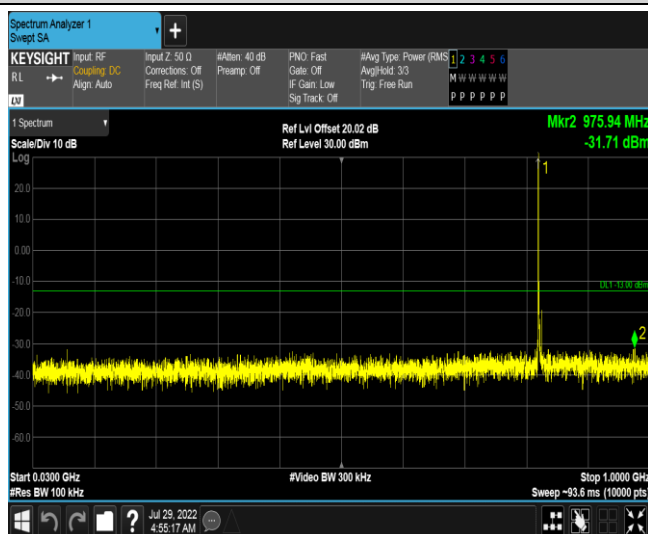 Spectrum Analyzer 1
Swept SA
KEYSIGHT
RL
LXI
Input: RF
Coupling: DC
Align: Auto
Input Z: 50 Ω
Corrections: Off
Freq Ref: Int (S)
#Atten: 40 dB
Preamp: Off
PNO: Fast
Gate: Off
IF Gain: Low
Sig Track: Off
#Avg Type: Power (RMS
Avg|Hold: 3/3
Trig: Free Run
1 2 3 4 5 6
M W W W W W
P P P P P P
1 Spectrum
Scale/Div 10 dB
Log
Ref Lvl Offset 20.02 dB
Ref Level 30.00 dBm
Mkr2 975.94 MHz
-31.71 dBm
1
20.0
10.0
0.00
-10.0
DL1 -13.00 dBm
-20.0
-30.0
2
-40.0
-50.0
-60.0
Start 0.0300 GHz
#Res BW 100 kHz
#Video BW 300 kHz
Stop 1.0000 GHz
Sweep ~93.6 ms (10000 pts)
?
Jul 29, 2022
4:55:17 AM